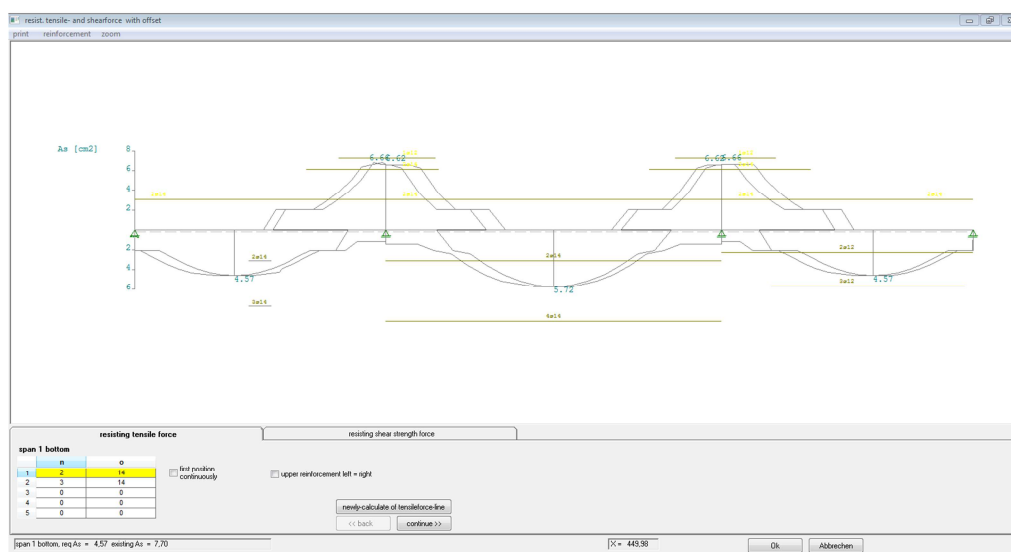 resist. tensile- and shearforce with offset
print reinforcement zoom
As [cm2]
8
6
4
2
2
4
6
6.66 6.62
6.62 6.66
2ø14
4.57
3ø14
2ø14
5.72
4ø14
2ø12
3ø12
4.57
resisting tensile force
resisting shear strength force
span 1 bottom
n o
1 2 14
2 3 14
3 0 0
4 0 0
5 0 0
first position
continuously
upper reinforcement left = right
newly-calculate of tensileforce-line
<< back continue >>
span 1 bottom, req As = 4,57 existing As = 7,70
X = 449,98
Ok Abbrechen